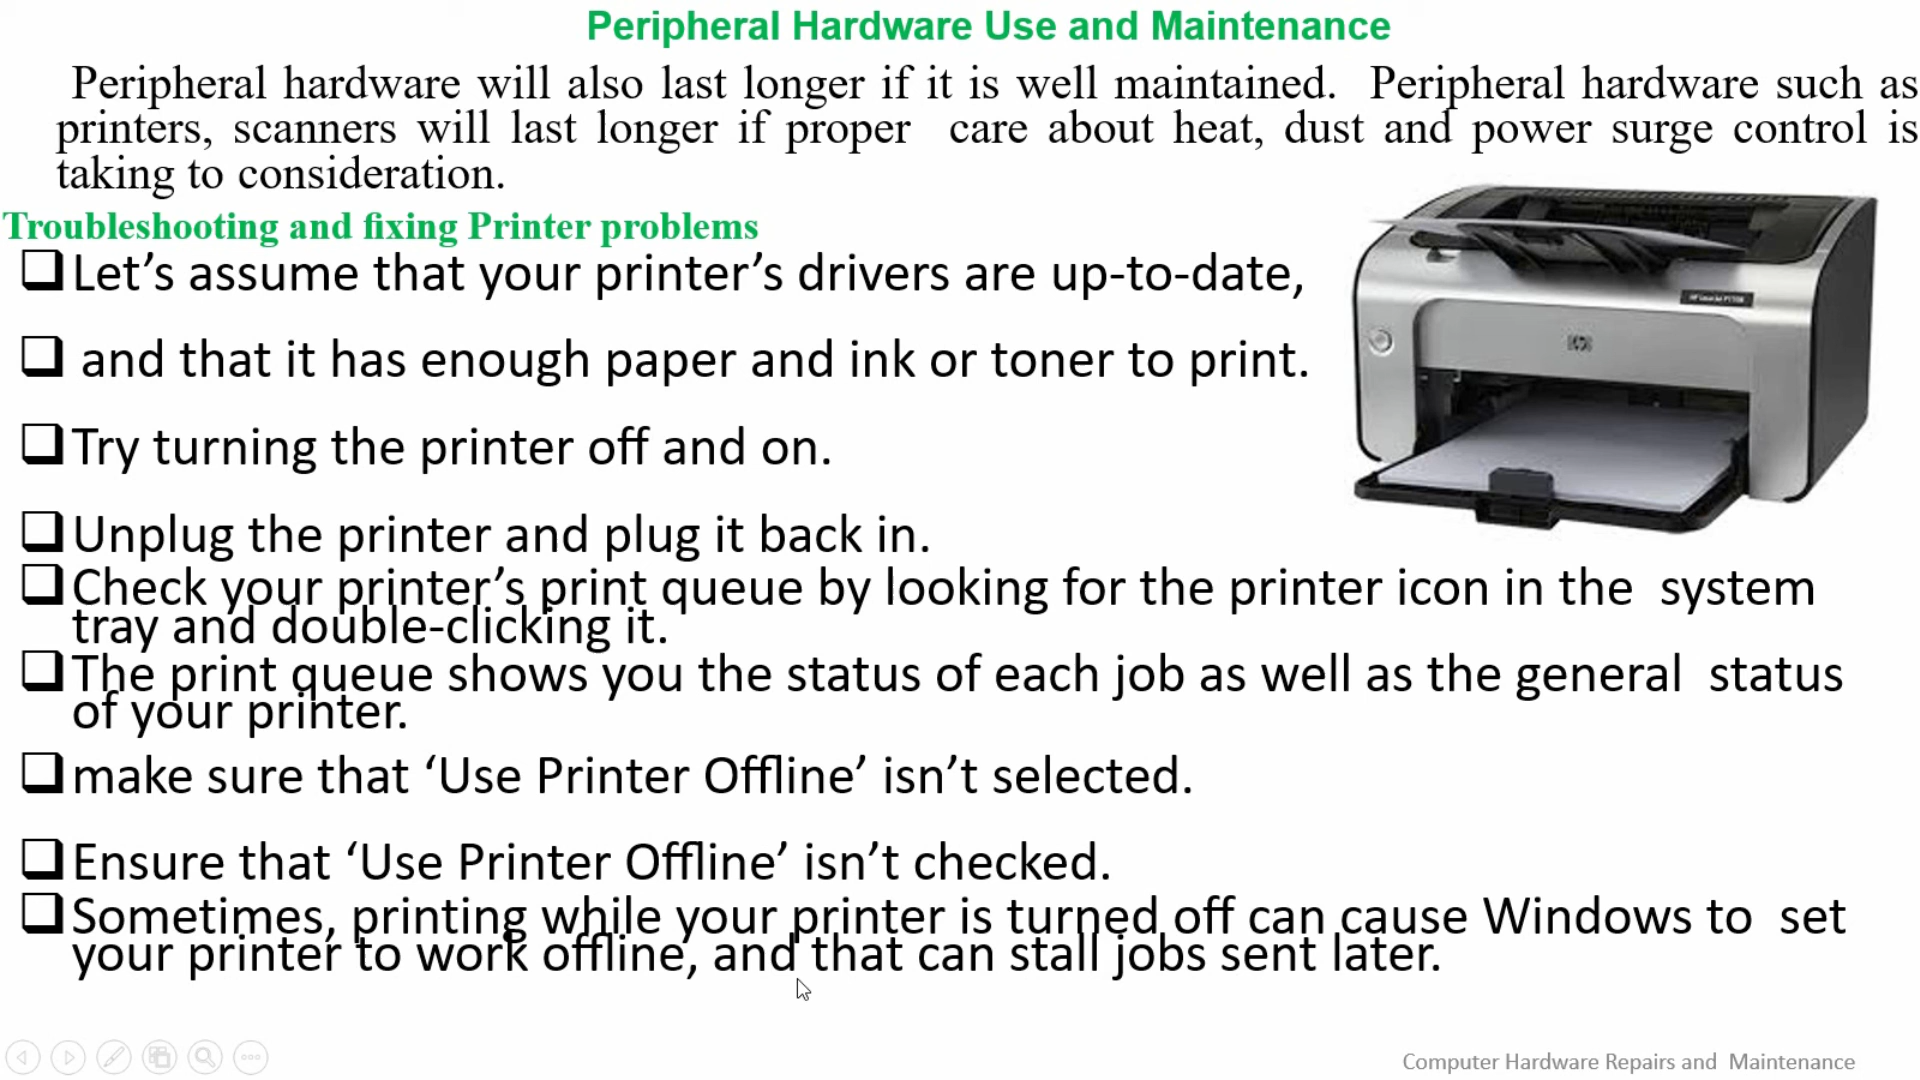 Peripheral Hardware Use and Maintenance
Peripheral hardware will also last longer if it is well maintained. Peripheral hardware such as
printers, scanners will last longer if proper care about heat, dust and power surge control is
taking to consideration.
Troubleshooting and fixing Printer problems
Let’s assume that your printer’s drivers are up-to-date,
and that it has enough paper and ink or toner to print.
Try turning the printer off and on.
Unplug the printer and plug it back in.
Check your printer’s print queue by looking for the printer icon in the system
tray and double-clicking it.
The print queue shows you the status of each job as well as the general status
of your printer.
make sure that ‘Use Printer Offline’ isn’t selected.
Ensure that ‘Use Printer Offline’ isn’t checked.
Sometimes, printing while your printer is turned off can cause Windows to set
your printer to work offline, and that can stall jobs sent later.
hp
Computer Hardware Repairs and Maintenance